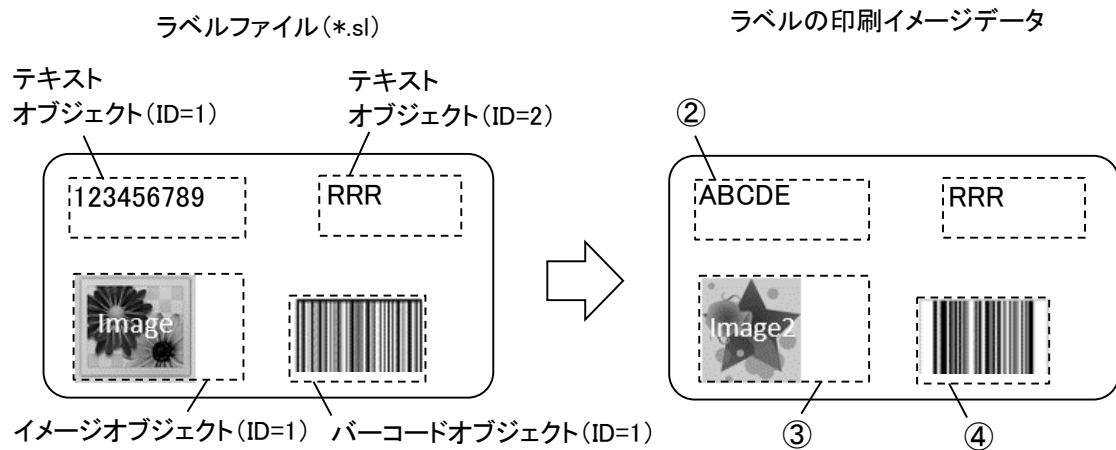 ラベルファイル(*.sl)
ラベルの印刷イメージデータ
テキスト
オブジェクト(ID=1)
テキスト
オブジェクト(ID=2)
②
123456789
RRR
ABCDE
RRR
Image
Image2
イメージオブジェクト(ID=1)
バーコードオブジェクト(ID=1)
③
④